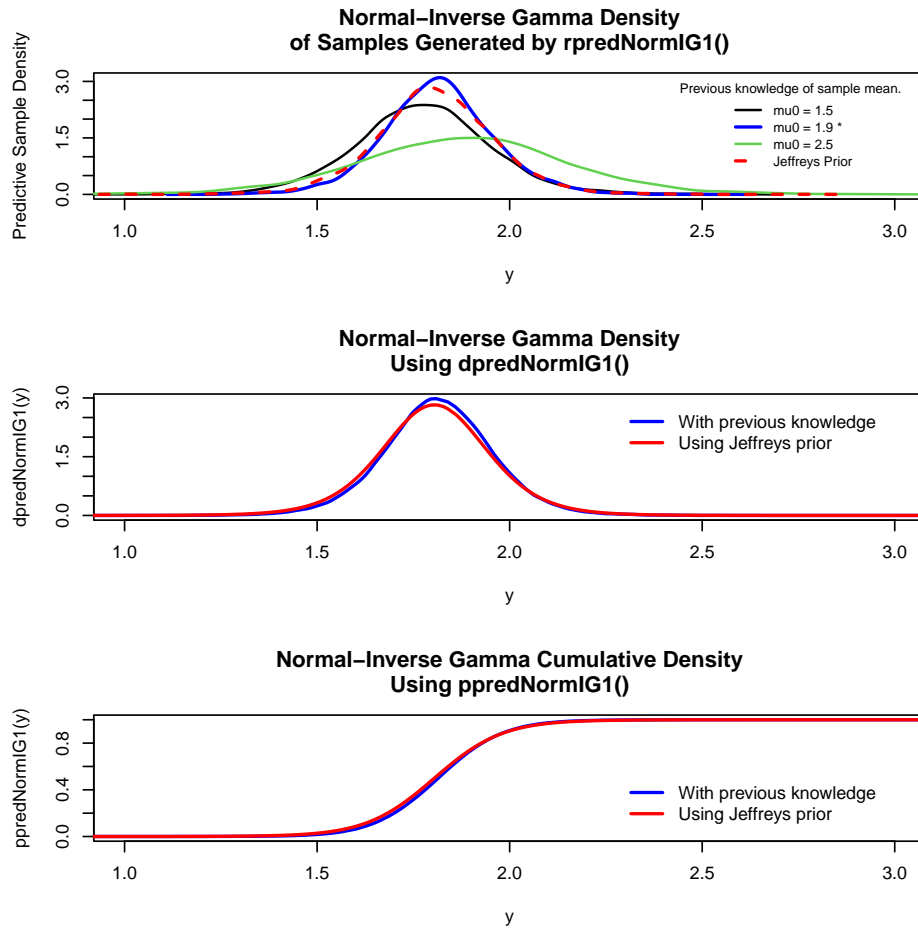 Normal−Inverse Gamma Density
of Samples Generated by rpredNormIG1()
Predictive Sample Density
3.0
1.5
0.0
Previous knowledge of sample mean.
mu0 = 1.5
mu0 = 1.9 *
mu0 = 2.5
Jeffreys Prior
1.0 1.5 2.0 2.5 3.0
y
Normal−Inverse Gamma Density
Using dpredNormIG1()
dpredNormIG1(y)
3.0
1.5
0.0
With previous knowledge
Using Jeffreys prior
1.0 1.5 2.0 2.5 3.0
y
Normal−Inverse Gamma Cumulative Density
Using ppredNormIG1()
ppredNormIG1(y)
0.8
0.4
0.0
With previous knowledge
Using Jeffreys prior
1.0 1.5 2.0 2.5 3.0
y